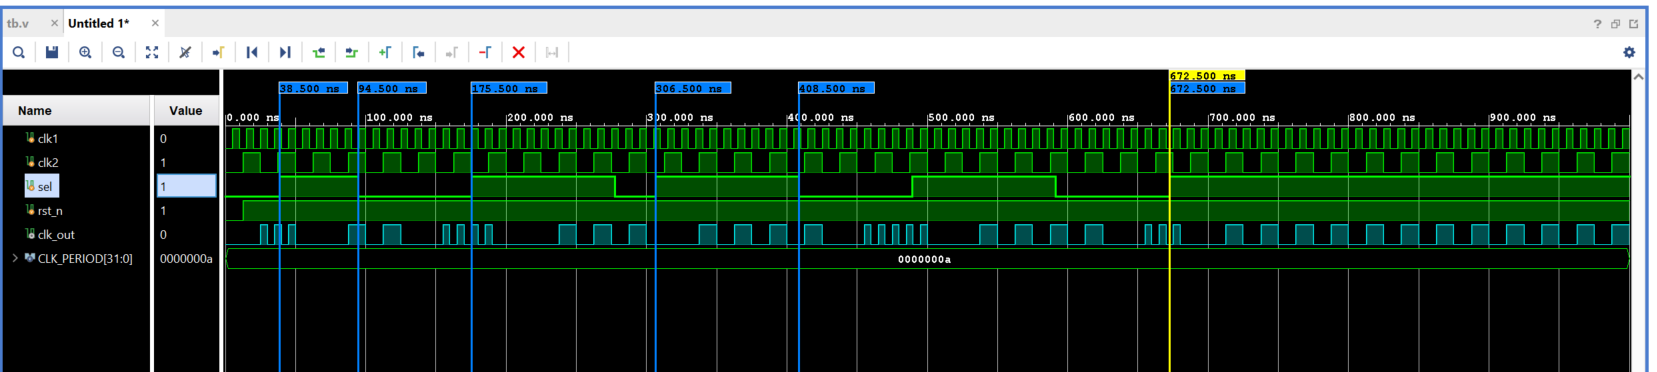 tb.v × Untitled 1* ×
672.500 ns
38.500 ns 94.500 ns 175.500 ns 306.500 ns 408.500 ns 672.500 ns
Name Value
0.000 ns 100.000 ns 200.000 ns 300.000 ns 400.000 ns 500.000 ns 600.000 ns 700.000 ns 800.000 ns 900.000 ns
clk1 0
clk2 1
sel 1
rst_n 1
clk_out 0
CLK_PERIOD[31:0] 0000000a 0000000a